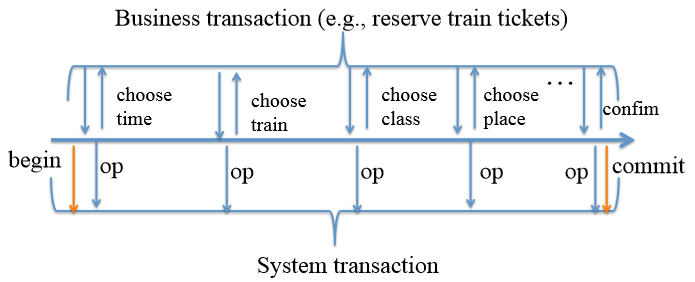 Business transaction (e.g., reserve train tickets)
...
choose
time
choose
train
choose
class
choose
place
confim
begin
op
op
op
op
op
commit
System transaction